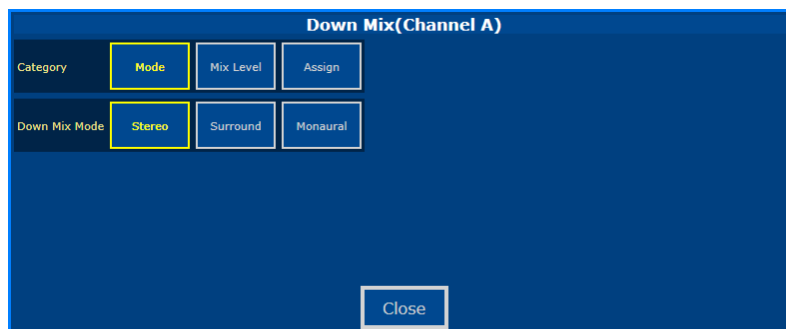 Down Mix(Channel A)
Category Mode Mix Level Assign
Down Mix Mode Stereo Surround Monaural
Close